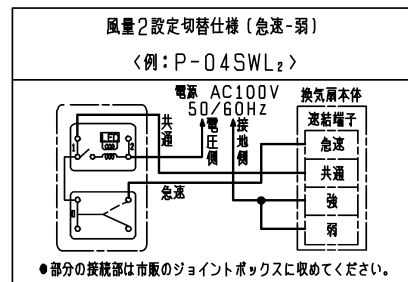 風量2設定切替仕様(急速-弱)
<例:P-04SWL₂>
電源 AC100V
50/60Hz
換気扇本体
速結端子
共通
電圧側
接地側
急速
共通
強
弱
LED
1
2
急速
●部分の接続部は市販のジョイントボックスに収めてください。